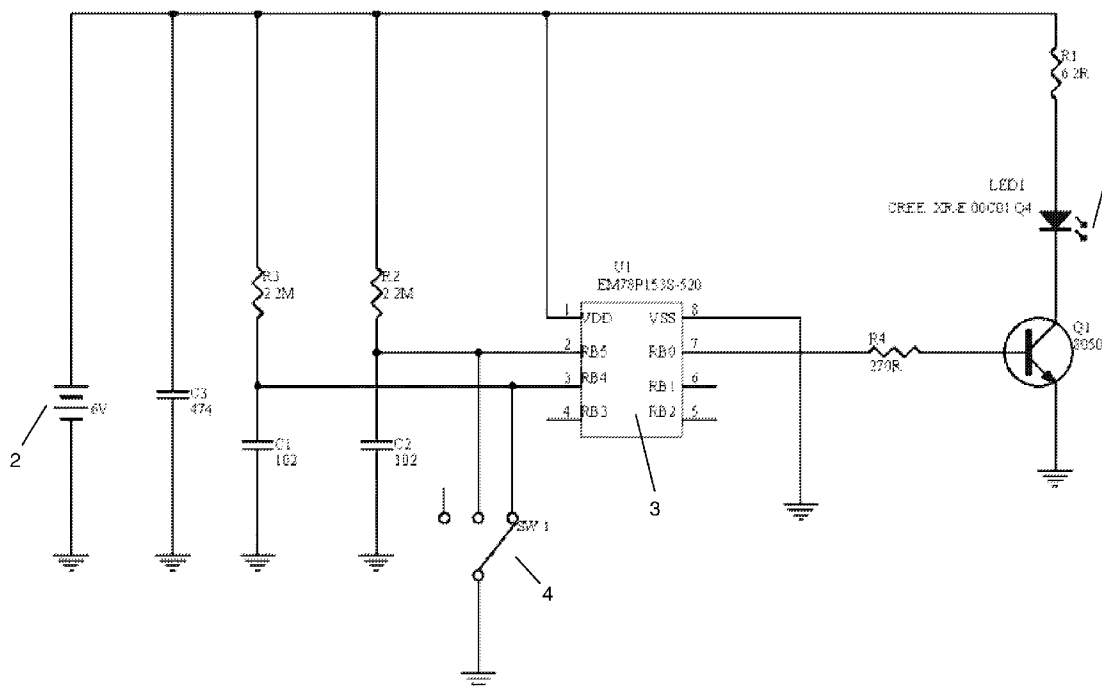 R1
6.2R
LED1
CREE XR-E 00C01 Q4
R3
2.2M
R2
2.2M
U1
EM78P153S-520
1
VDD
VSS
8
2
RB5
RB0
7
3
RB4
RB1
6
4
RB3
RB2
5
R4
270R
Q1
8050
2
6V
C3
474
C1
102
C2
102
3
SW 1
4